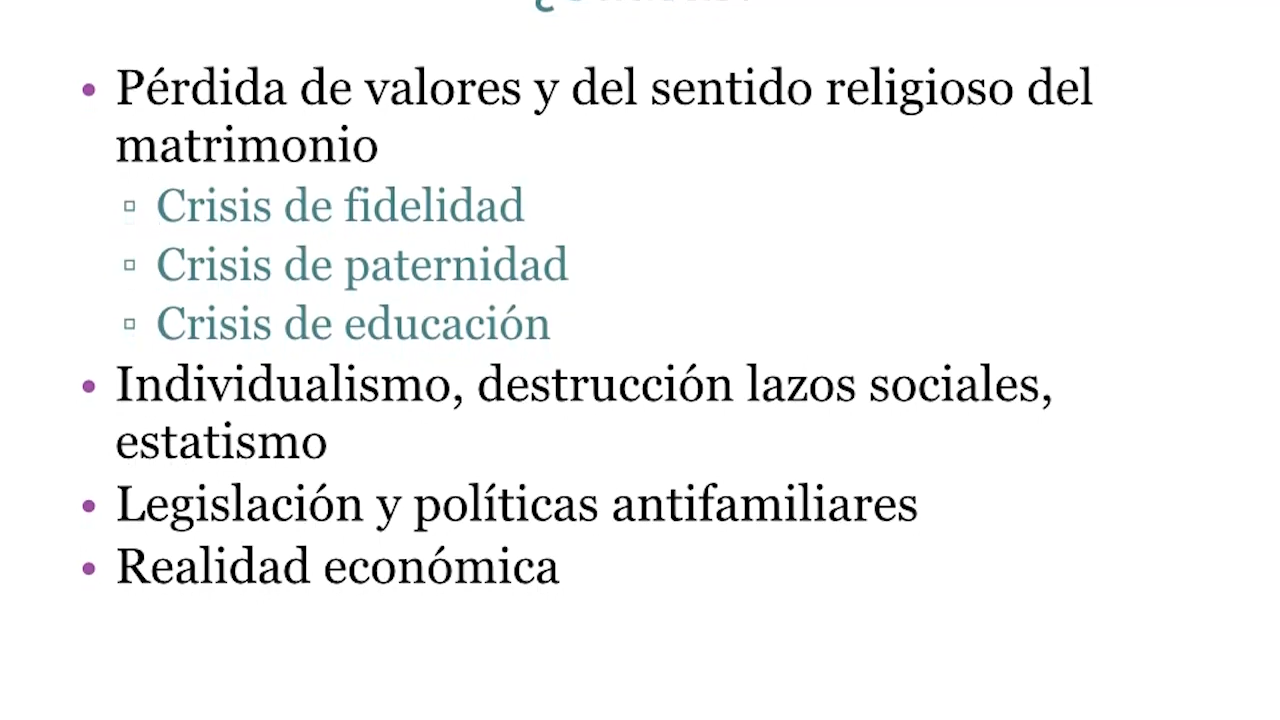 Pérdida de valores y del sentido religioso del
matrimonio
Crisis de fidelidad
Crisis de paternidad
Crisis de educación
Individualismo, destrucción lazos sociales,
estatismo
Legislación y políticas antifamiliares
Realidad económica